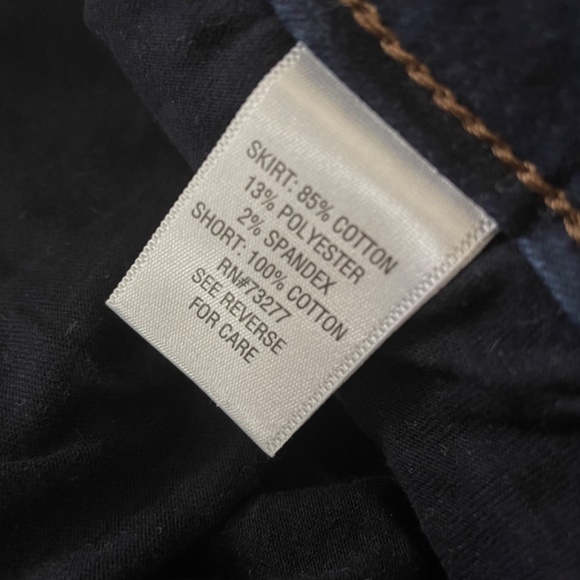 SKIRT: 85% COTTON
13% POLYESTER
2% SPANDEX
SHORT: 100% COTTON
RN#73277
SEE REVERSE
FOR CARE